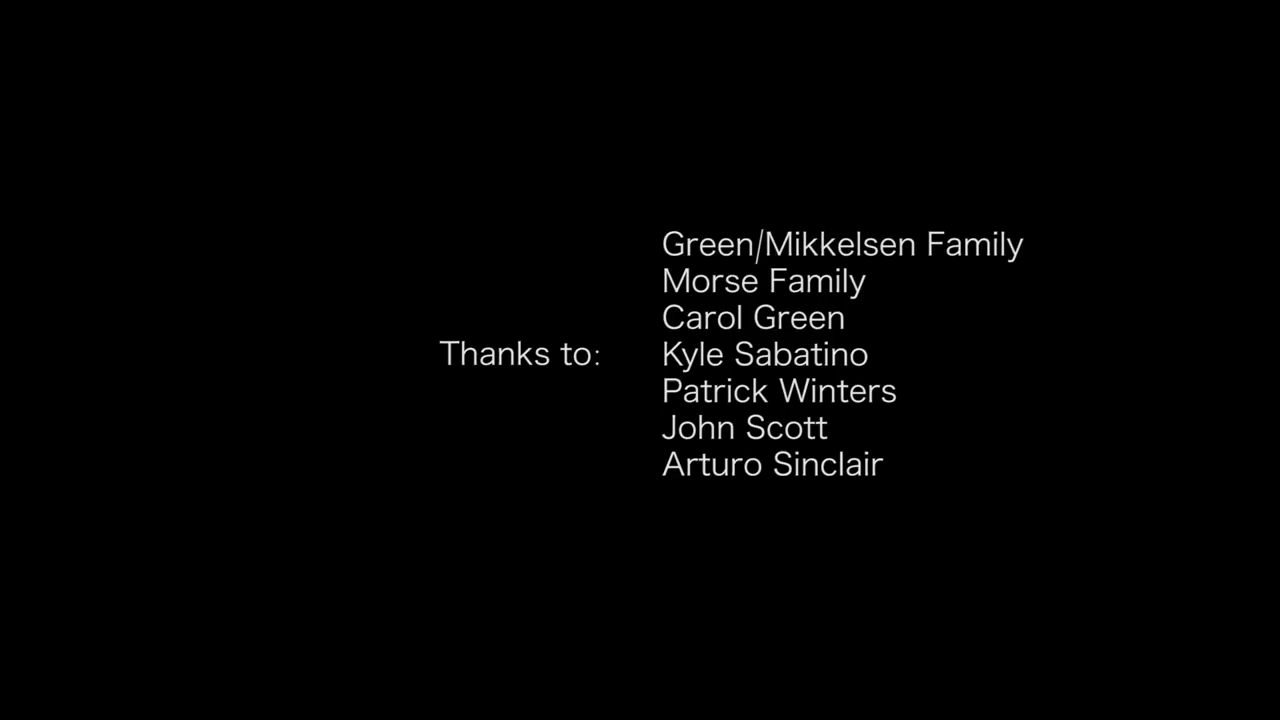 Green/Mikkelsen Family
Morse Family
Carol Green
Thanks to: Kyle Sabatino
Patrick Winters
John Scott
Arturo Sinclair